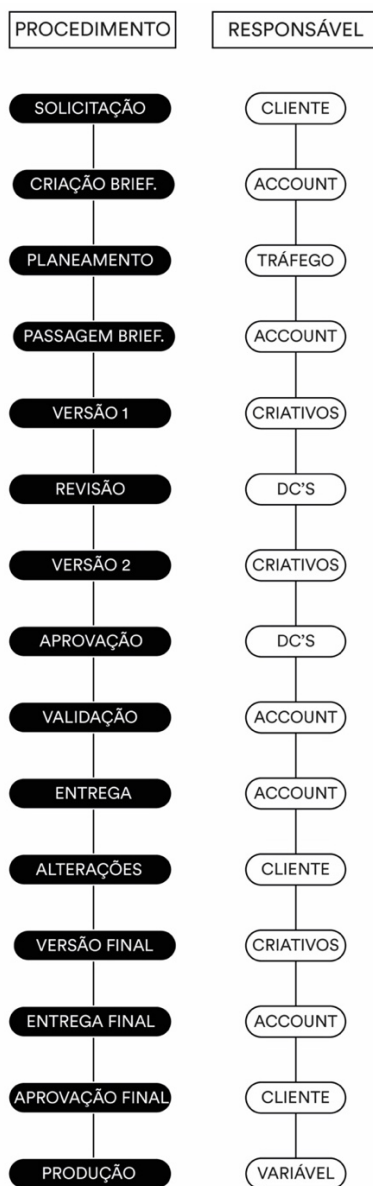 PROCEDIMENTO RESPONSÁVEL
SOLICITAÇÃO CLIENTE
CRIAÇÃO BRIEF. ACCOUNT
PLANEAMENTO TRÁFEGO
PASSAGEM BRIEF. ACCOUNT
VERSÃO 1 CRIATIVOS
REVISÃO DC'S
VERSÃO 2 CRIATIVOS
APROVAÇÃO DC'S
VALIDAÇÃO ACCOUNT
ENTREGA ACCOUNT
ALTERAÇÕES CLIENTE
VERSÃO FINAL CRIATIVOS
ENTREGA FINAL ACCOUNT
APROVAÇÃO FINAL CLIENTE
PRODUÇÃO VARIÁVEL